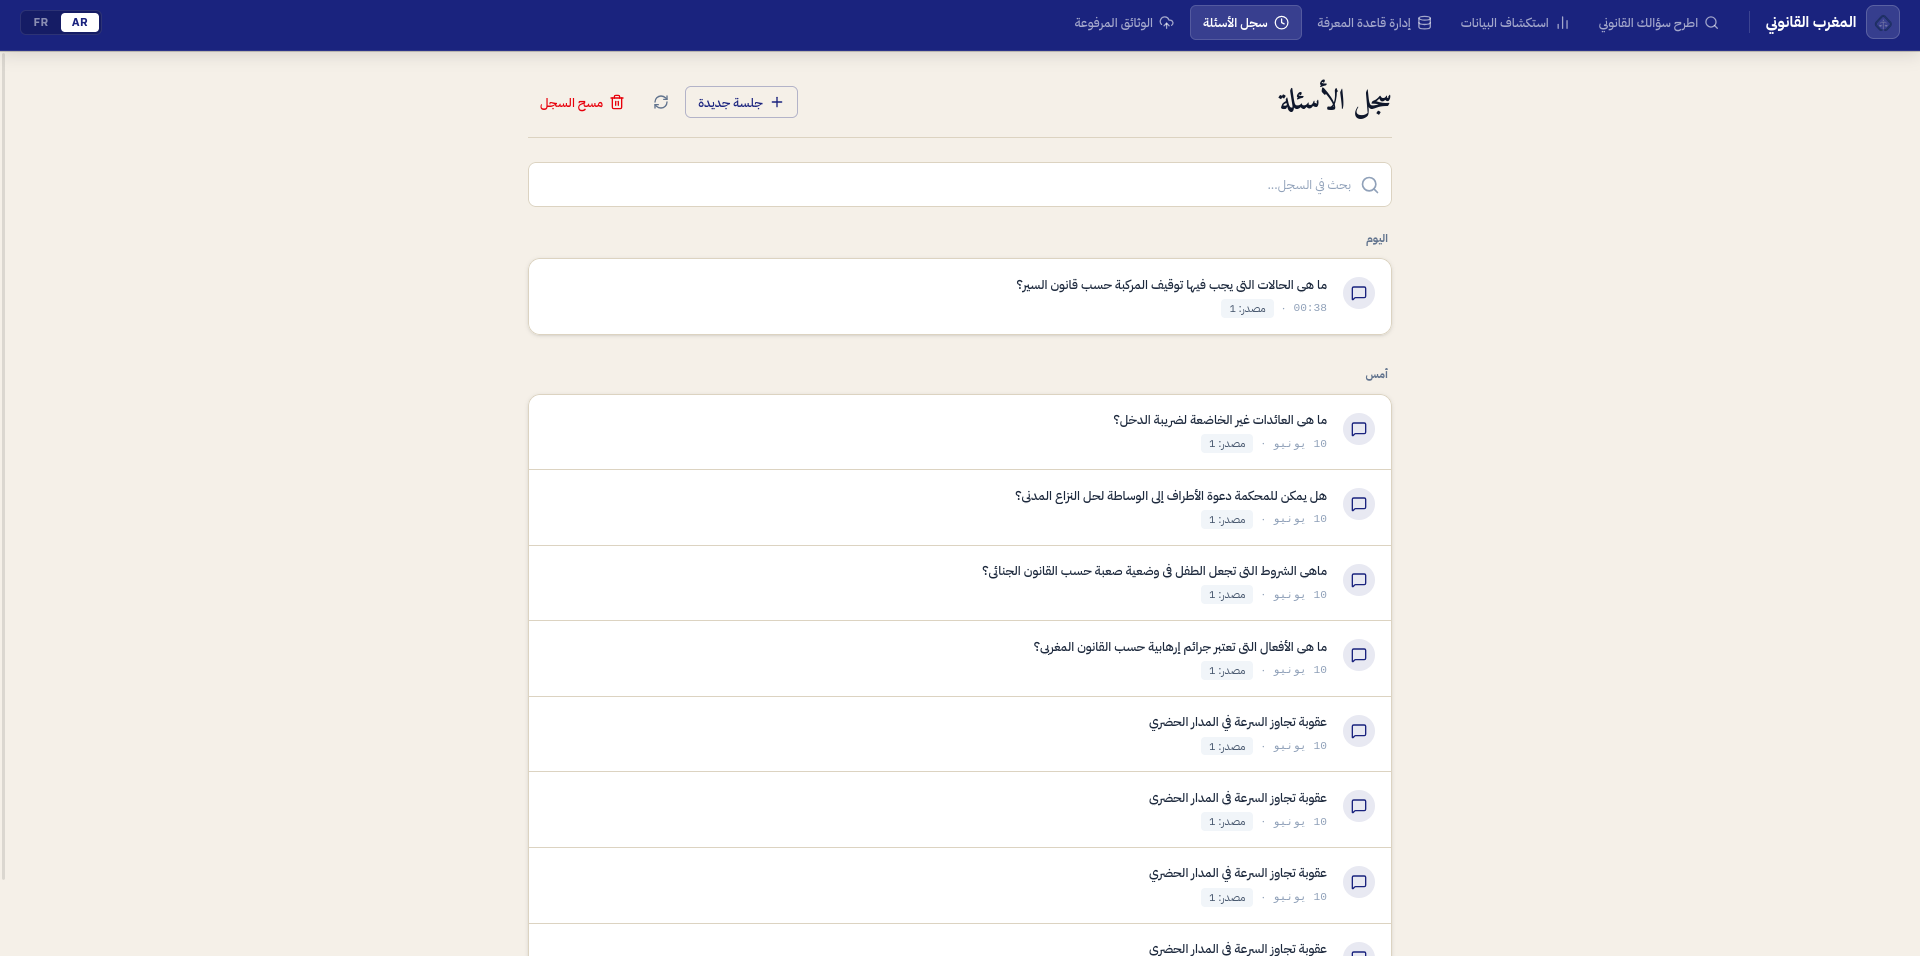 المغرب القانوني
اطرح سؤالك القانوني
استكشاف البيانات
إدارة قاعدة المعرفة
سجل الأسئلة
الوثائق المرفوعة
AR
FR
سجل الأسئلة
جلسة جديدة
مسح السجل
بحث في السجل...
اليوم
ما هي الحالات التي يجب فيها توقيف المركبة حسب قانون السير؟
00:38 · مصدر: 1
أمس
ما هي العائدات غير الخاضعة لضريبة الدخل؟
10 يونيو · مصدر: 1
هل يمكن للمحكمة دعوة الأطراف إلى الوساطة لحل النزاع المدني؟
10 يونيو · مصدر: 1
ماهي الشروط التي تجعل الطفل في وضعية صعبة حسب القانون الجنائي؟
10 يونيو · مصدر: 1
ما هي الأفعال التي تعتبر جرائم إرهابية حسب القانون المغربي؟
10 يونيو · مصدر: 1
عقوبة تجاوز السرعة في المدار الحضري
10 يونيو · مصدر: 1
عقوبة تجاوز السرعة في المدار الحضري
10 يونيو · مصدر: 1
عقوبة تجاوز السرعة في المدار الحضري
10 يونيو · مصدر: 1
عقوبة تجاوز السرعة في المدار الحضري